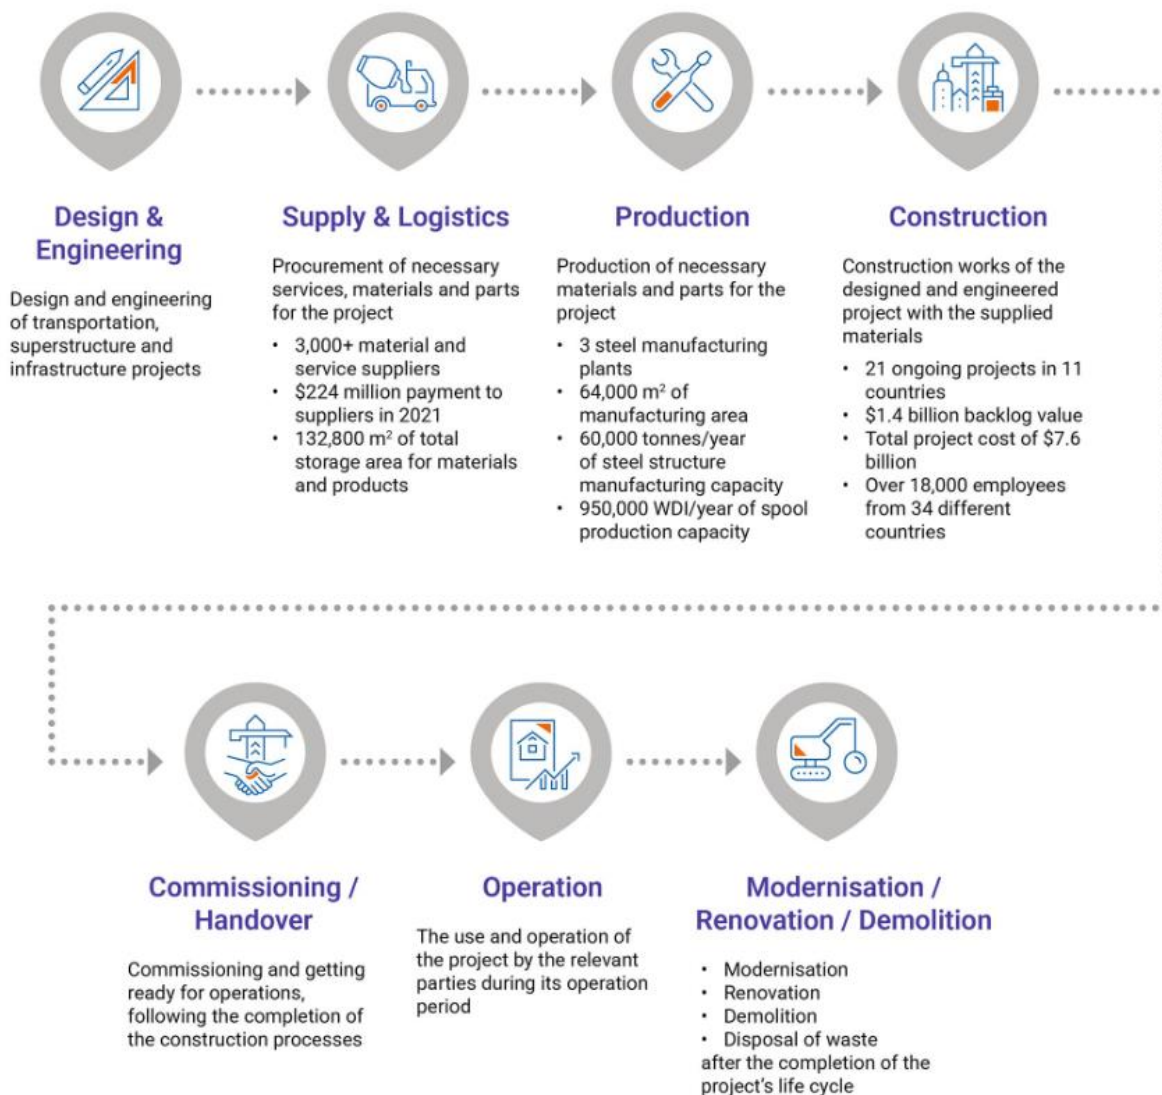 Design &
Engineering
Design and engineering
of transportation,
superstructure and
infrastructure projects
Supply & Logistics
Procurement of necessary
services, materials and parts
for the project
• 3,000+ material and
service suppliers
• $224 million payment to
suppliers in 2021
• 132,800 m² of total
storage area for materials
and products
Production
Production of necessary
materials and parts for the
project
• 3 steel manufacturing
plants
• 64,000 m² of
manufacturing area
• 60,000 tonnes/year
of steel structure
manufacturing capacity
• 950,000 WDI/year of spool
production capacity
Construction
Construction works of the
designed and engineered
project with the supplied
materials
• 21 ongoing projects in 11
countries
• $1.4 billion backlog value
• Total project cost of $7.6
billion
• Over 18,000 employees
from 34 different
countries
Commissioning /
Handover
Commissioning and getting
ready for operations,
following the completion of
the construction processes
Operation
The use and operation of
the project by the relevant
parties during its operation
period
Modernisation /
Renovation / Demolition
• Modernisation
• Renovation
• Demolition
• Disposal of waste
after the completion of the
project's life cycle